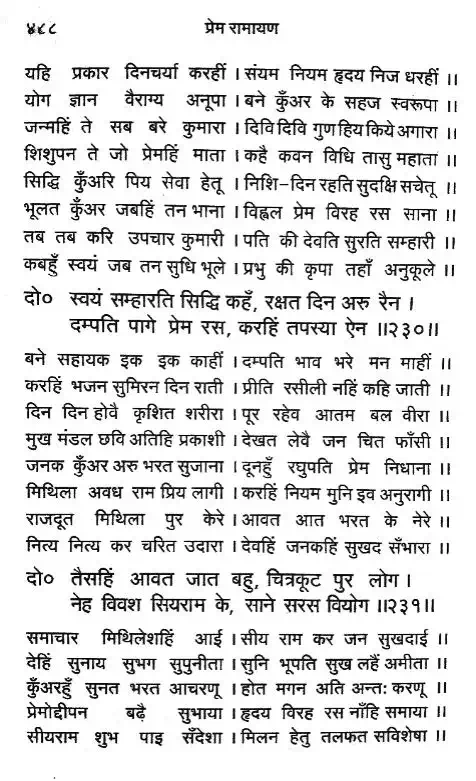 ४८८ प्रेम रामायण
यहि प्रकार दिनचर्या करहीं । संयम नियम हृदय निज धरहीं ।।
योग ज्ञान वैराग्य अनूपा । बने कुँअर के सहज स्वरूपा ।।
जन्महिं ते सब बरे कुमारा । दिवि दिवि गुण हिय किये अगारा ।।
शिशुपन ते जो प्रेमहिं माता । कहै कवन विधि तासु महाता ।।
सिद्धि कुँअरि पिय सेवा हेतू । निशि-दिन रहति सुदक्षि सचेतू ।।
भूलत कुँअर जबहिं तन भाना । विह्वल प्रेम विरह रस साना ।।
तब तब करि उपचार कुमारी । पति की देवति सुरति सम्हारी ।।
कबहुँ स्वयं जब तन सुधि भूले । प्रभु की कृपा तहाँ अनुकूले ।।
दो० स्वयं सम्हारति सिद्धि कहँ, रक्षत दिन अरु रैन ।
दम्पति पागे प्रेम रस, करहिं तपस्या ऐन ।।२३०।।
बने सहायक इक इक काहीं । दम्पति भाव भरे मन माहीं ।।
करहिं भजन सुमिरन दिन राती । प्रीति रसीली नहिं कहि जाती ।।
दिन दिन होवै कृशित शरीरा । पूर रहेव आतम बल वीरा ।।
मुख मंडल छवि अतिहि प्रकाशी । देखत लेवै जन चित फाँसी ।।
जनक कुँअर अरु भरत सुजाना । दूनहुँ रघुपति प्रेम निधाना ।।
मिथिला अवध राम प्रिय लागी । करहिं नियम मुनि इव अनुरागी ।।
राजदूत मिथिला पुर केरे । आवत आत भरत के नेरे ।।
नित्य नित्य कर चरित उदारा । देवहिं जनकहिं सुखद सँभारा ।।
दो० तैसहिं आवत जात बहु, चित्रकूट पुर लोग ।
नेह विवश सियराम के, साने सरस वियोग ।।२३१।।
समाचार मिथिलेशहिं आई । सीय राम कर जन सुखदाई ।।
देहिं सुनाय सुभग सुपुनीता । सुनि भूपति सुख लहैं अमीता ।।
कुँअरहुँ सुनत भरत आचरणू । होत मगन अति अन्तः करणू ।।
प्रेमोद्दीपन बढ़ै सुभाया । हृदय विरह रस नाँहि समाया ।।
सीयराम शुभ पाइ सँदेशा । मिलन हेतु तलफत सविशेषा ।।